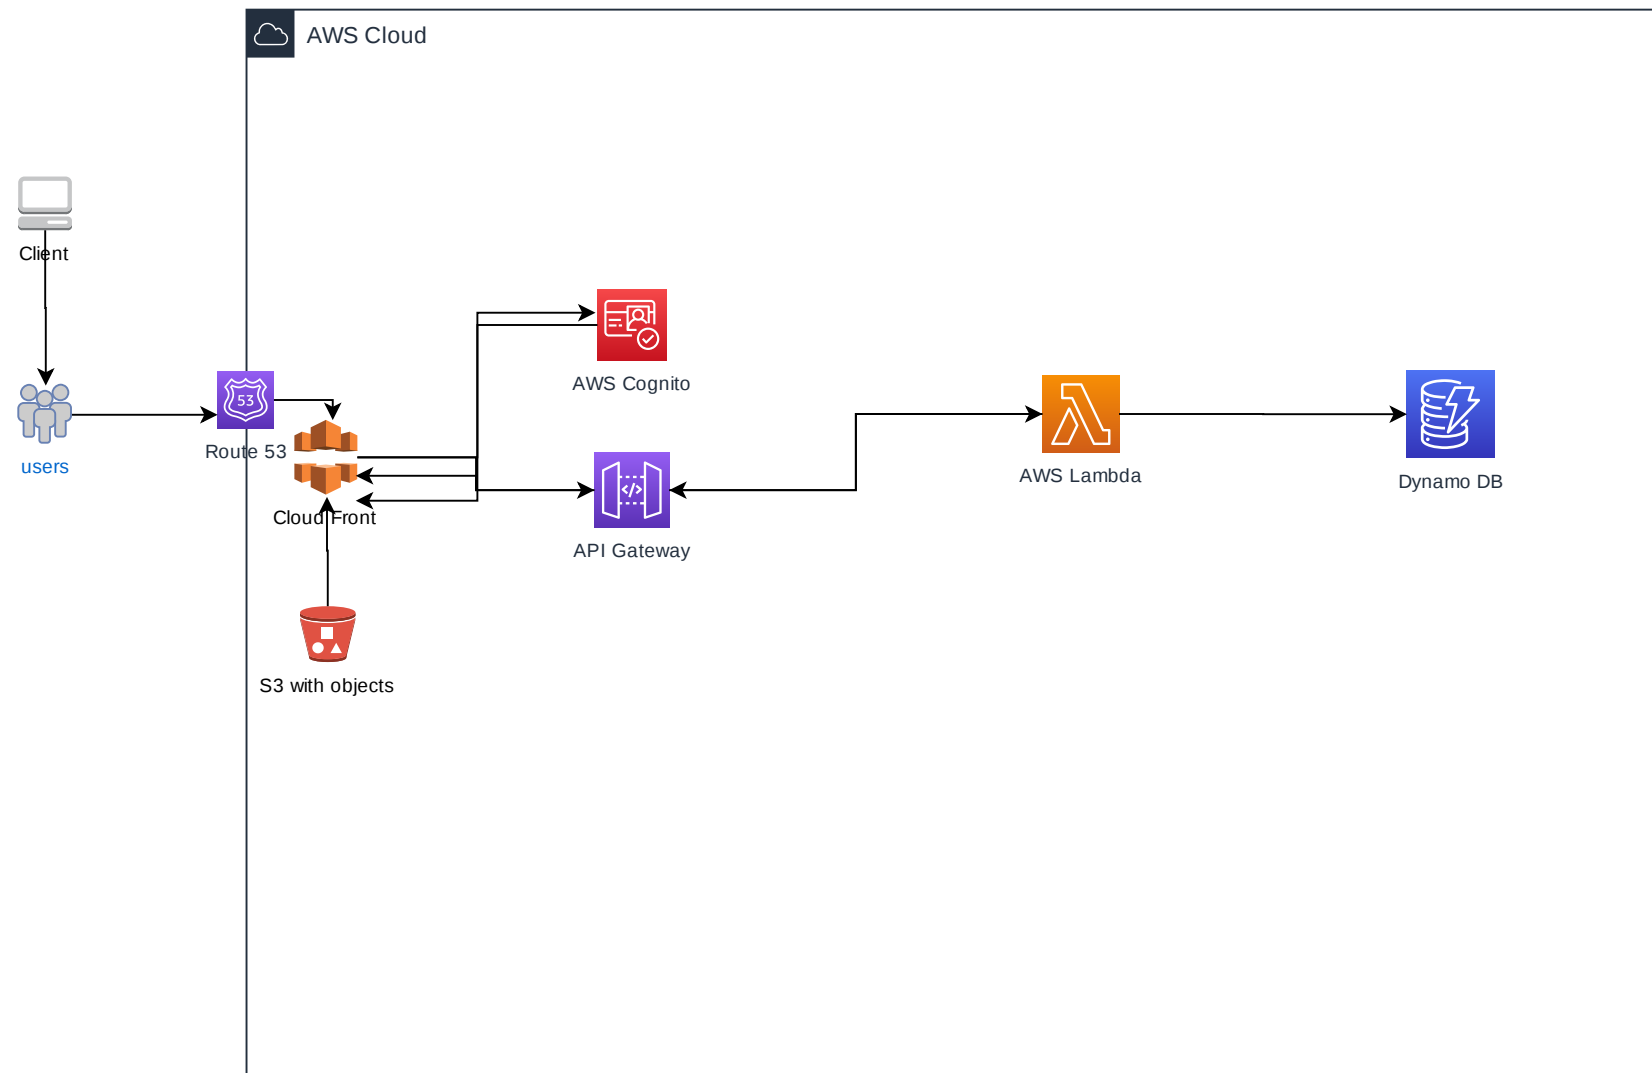 AWS Cloud
Client
users
53
Route 53
Cloud Front
S3 with objects
AWS Cognito
</>
API Gateway
AWS Lambda
Dynamo DB